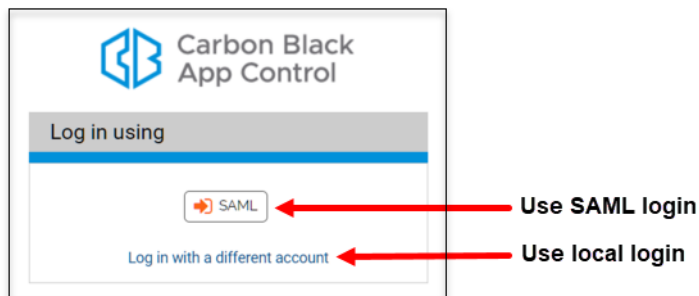 Carbon Black
App Control
Log in using
SAML
Use SAML login
Log in with a different account
Use local login